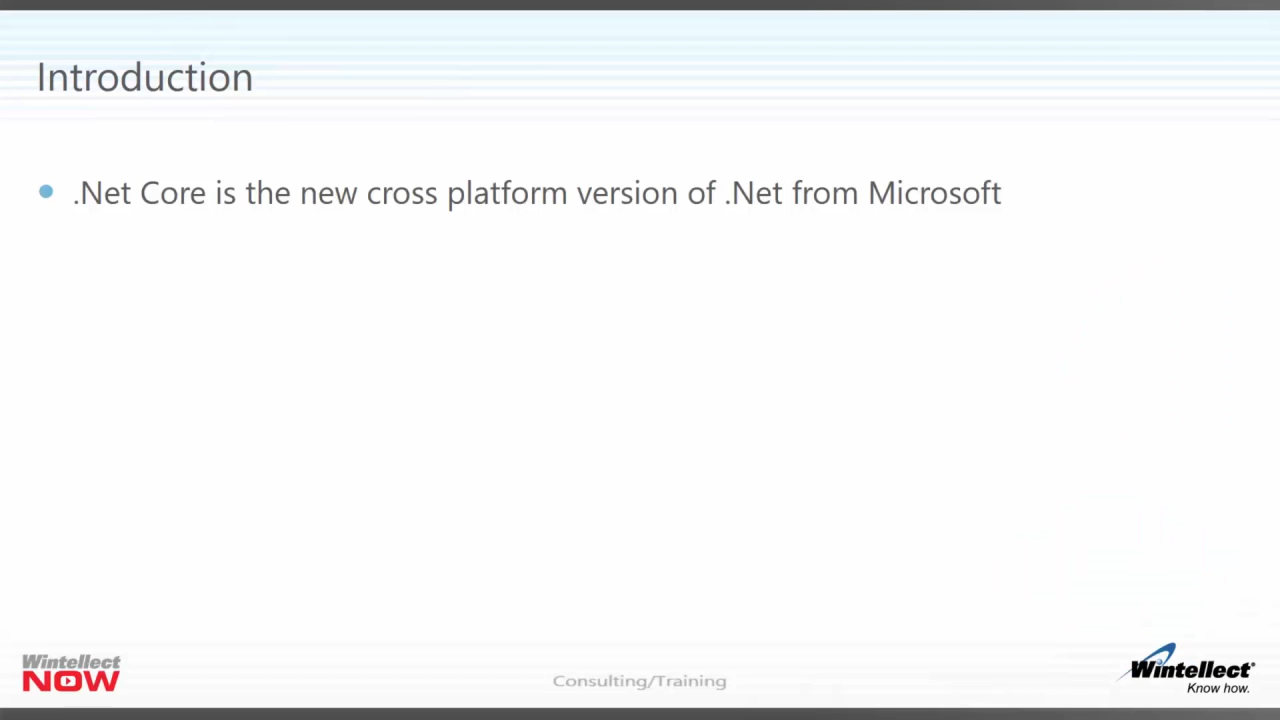 Introduction
.Net Core is the new cross platform version of .Net from Microsoft
Wintellect
NOW
Consulting/Training
Wintellect®
Know how.